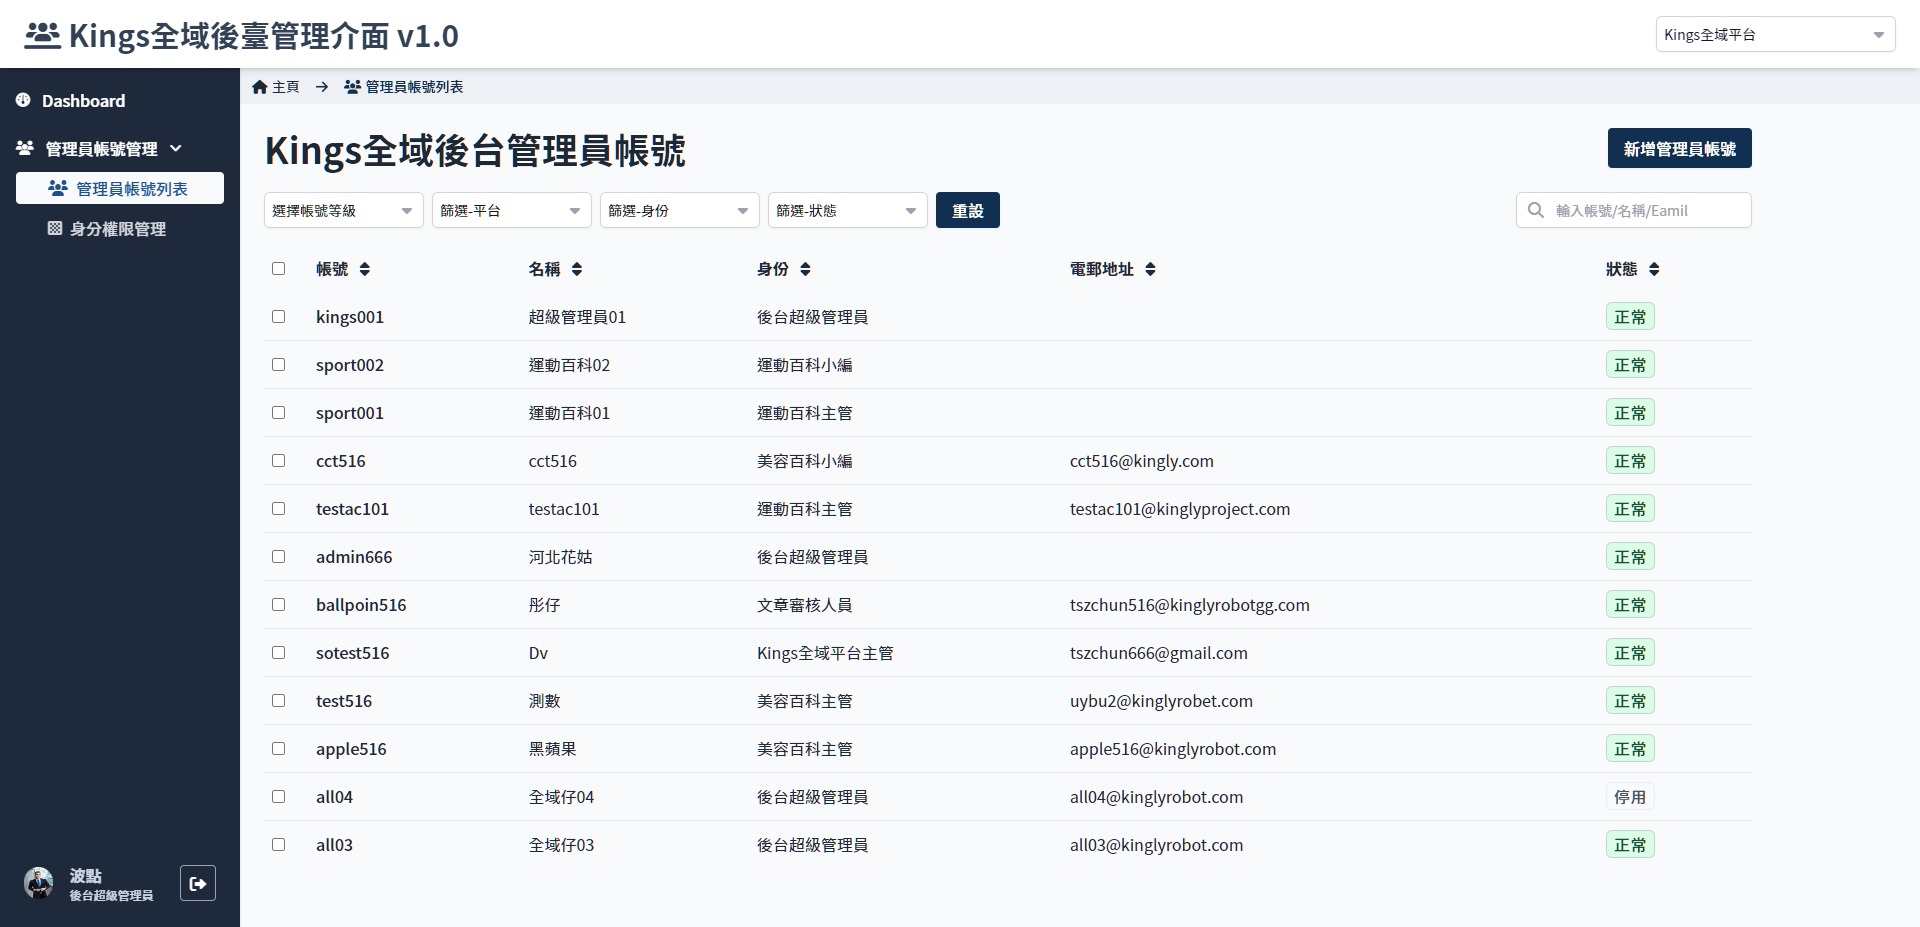 Kings全域後臺管理介面 v1.0
Kings全域平台
Dashboard
管理員帳號管理
管理員帳號列表
身分權限管理
波點
後台超級管理員
主頁 → 管理員帳號列表
Kings全域後台管理員帳號
新增管理員帳號
選擇帳號等級 篩選-平台 篩選-身份 篩選-狀態 重設 輸入帳號/名稱/Eamil
帳號 名稱 身份 電郵地址 狀態
kings001 超級管理員01 後台超級管理員 正常
sport002 運動百科02 運動百科小編 正常
sport001 運動百科01 運動百科主管 正常
cct516 cct516 美容百科小編 cct516@kingly.com 正常
testac101 testac101 運動百科主管 testac101@kinglyproject.com 正常
admin666 河北花姑 後台超級管理員 正常
ballpoin516 彤仔 文章審核人員 tszchun516@kinglyrobotgg.com 正常
sotest516 Dv Kings全域平台主管 tszchun666@gmail.com 正常
test516 測數 美容百科主管 uybu2@kinglyrobet.com 正常
apple516 黑蘋果 美容百科主管 apple516@kinglyrobot.com 正常
all04 全域仔04 後台超級管理員 all04@kinglyrobot.com 停用
all03 全域仔03 後台超級管理員 all03@kinglyrobot.com 正常